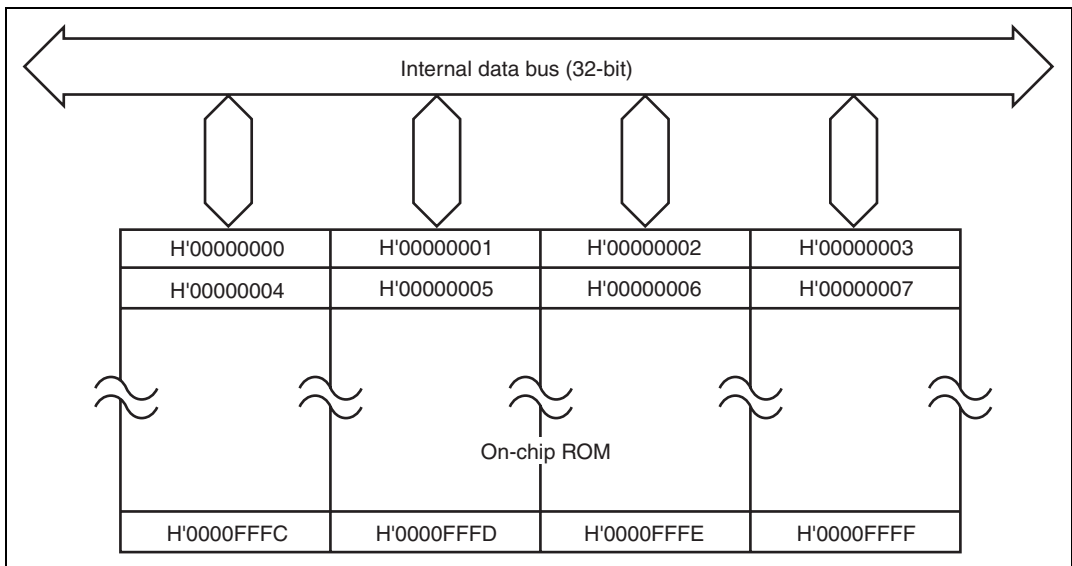 Internal data bus (32-bit)
H'00000000 H'00000001 H'00000002 H'00000003
H'00000004 H'00000005 H'00000006 H'00000007
On-chip ROM
H'0000FFFC H'0000FFFD H'0000FFFE H'0000FFFF